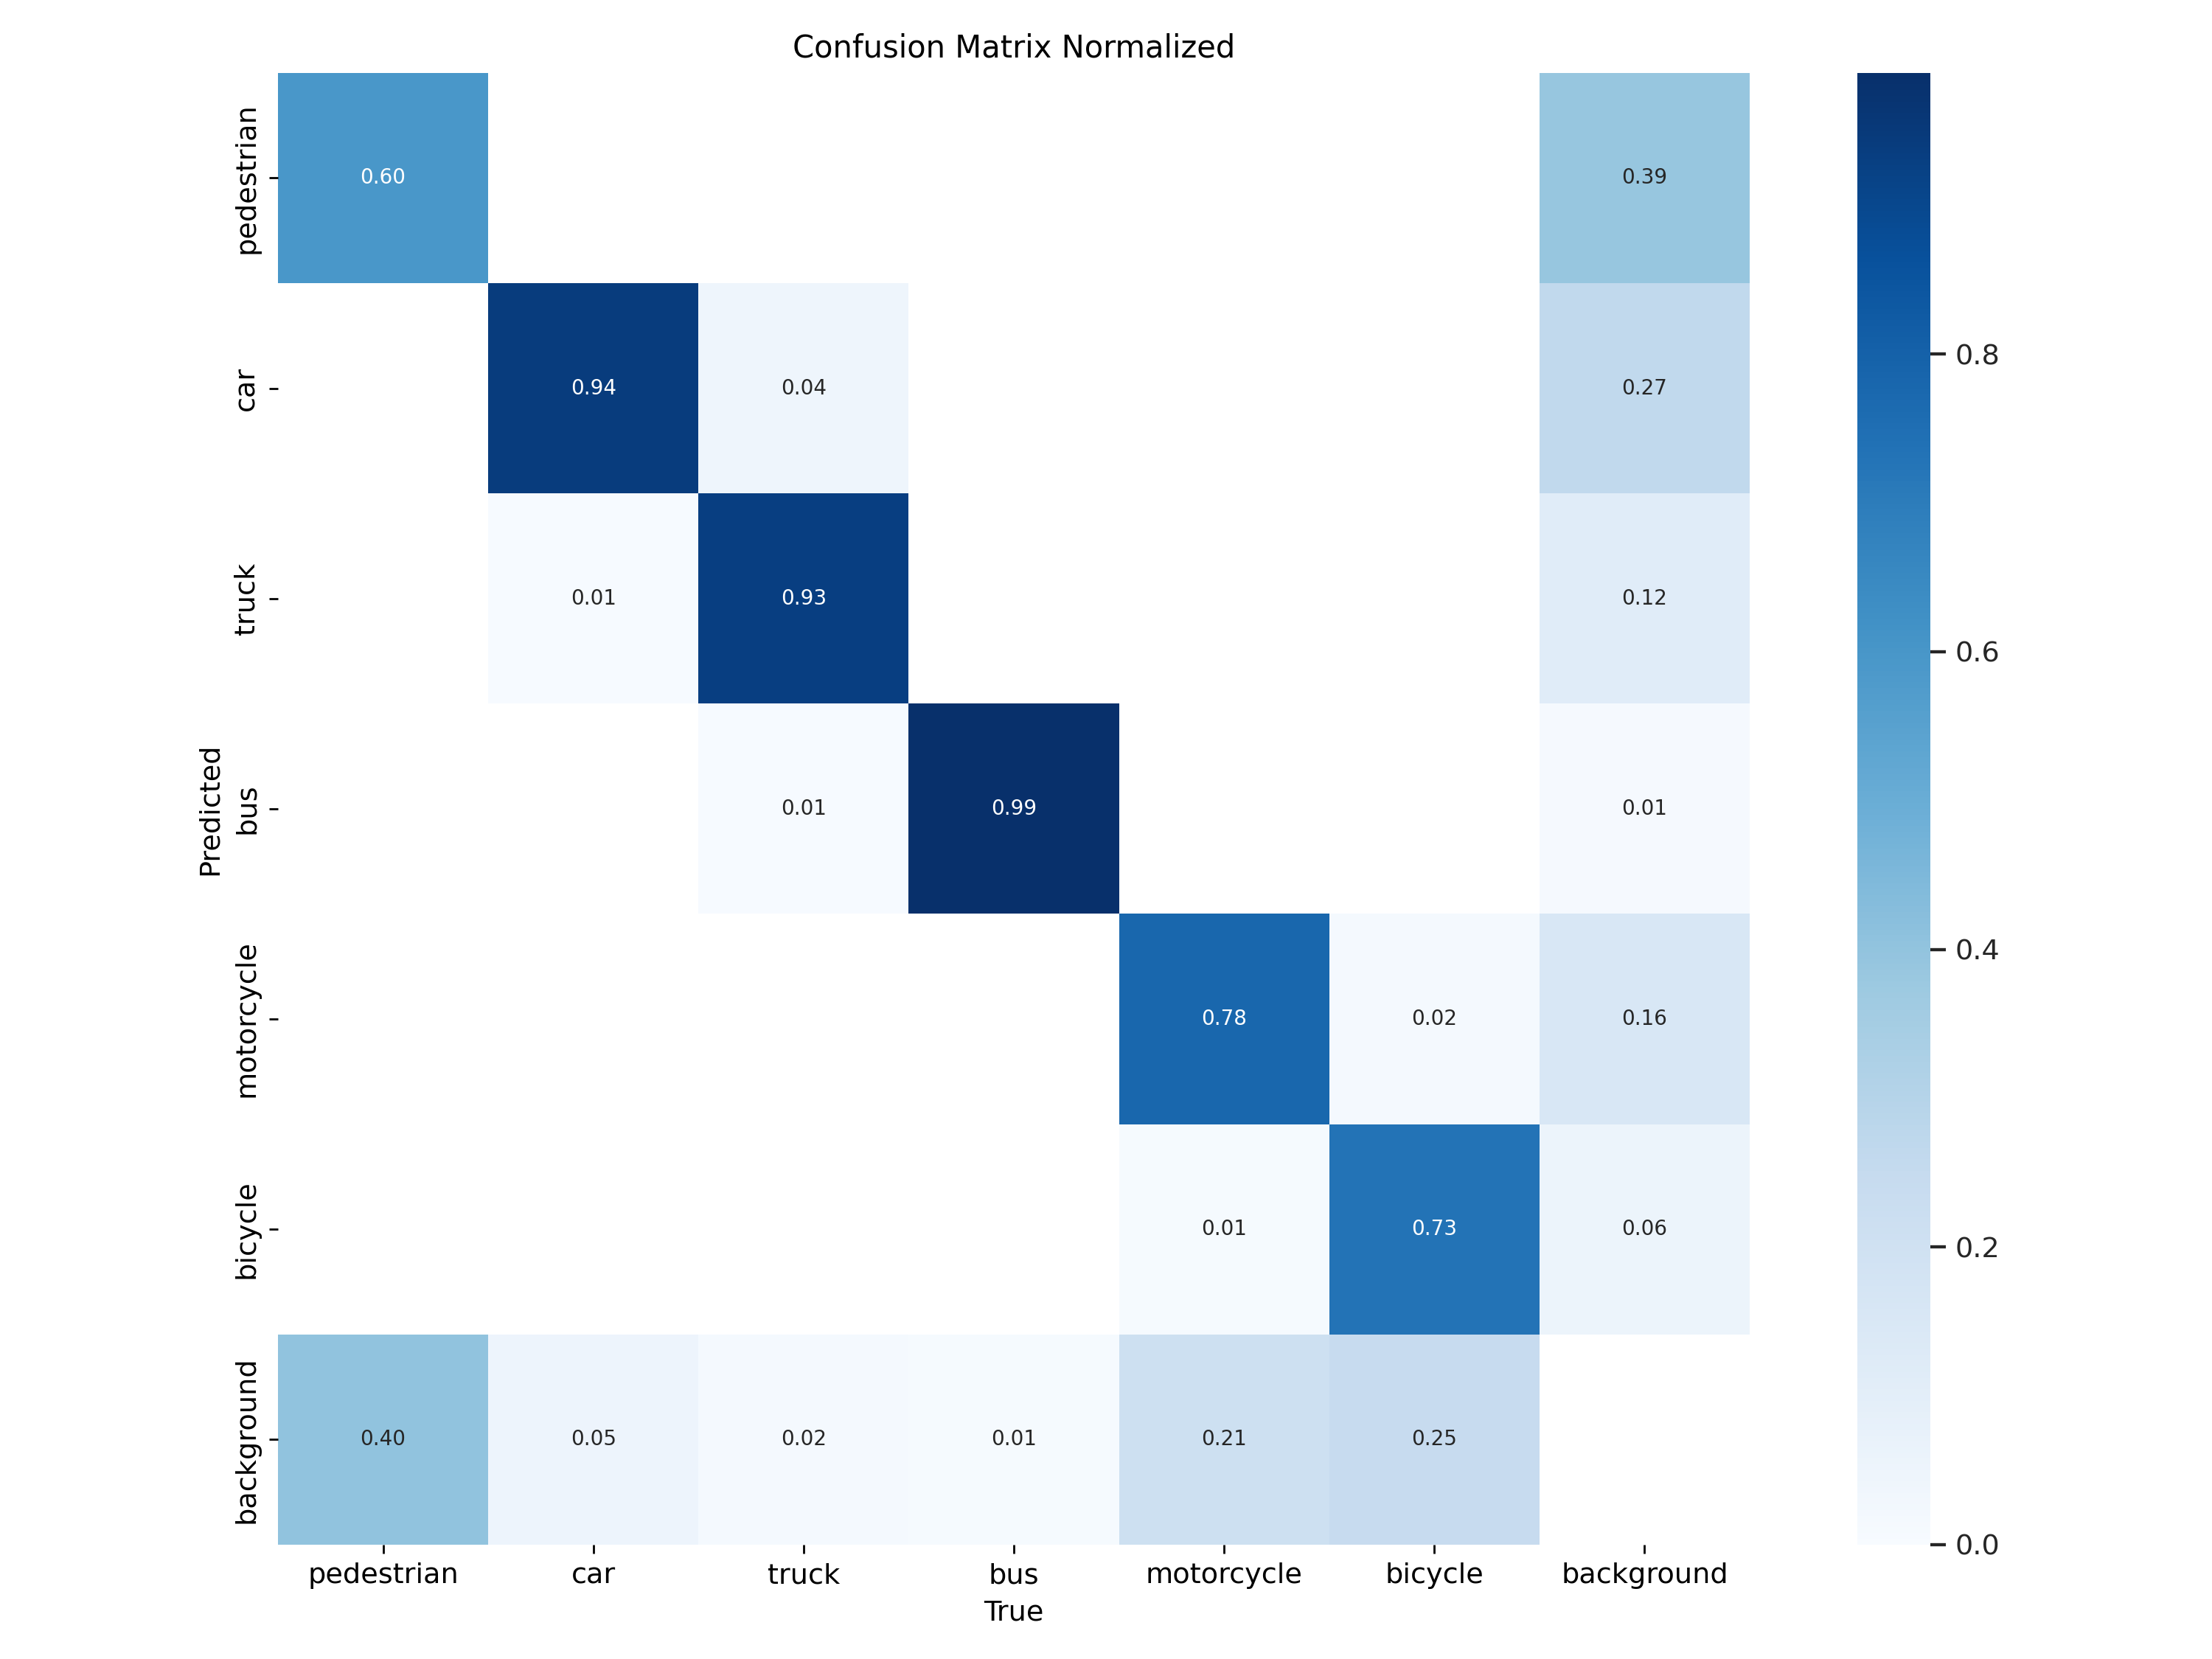 Confusion Matrix Normalized
pedestrian
0.60
0.39
car
0.94
0.04
0.27
0.8
truck
0.01
0.93
0.12
0.6
Predicted
bus
0.01
0.99
0.01
motorcycle
0.78
0.02
0.16
0.4
bicycle
0.01
0.73
0.06
0.2
background
0.40
0.05
0.02
0.01
0.21
0.25
0.0
pedestrian
car
truck
bus
motorcycle
bicycle
background
True